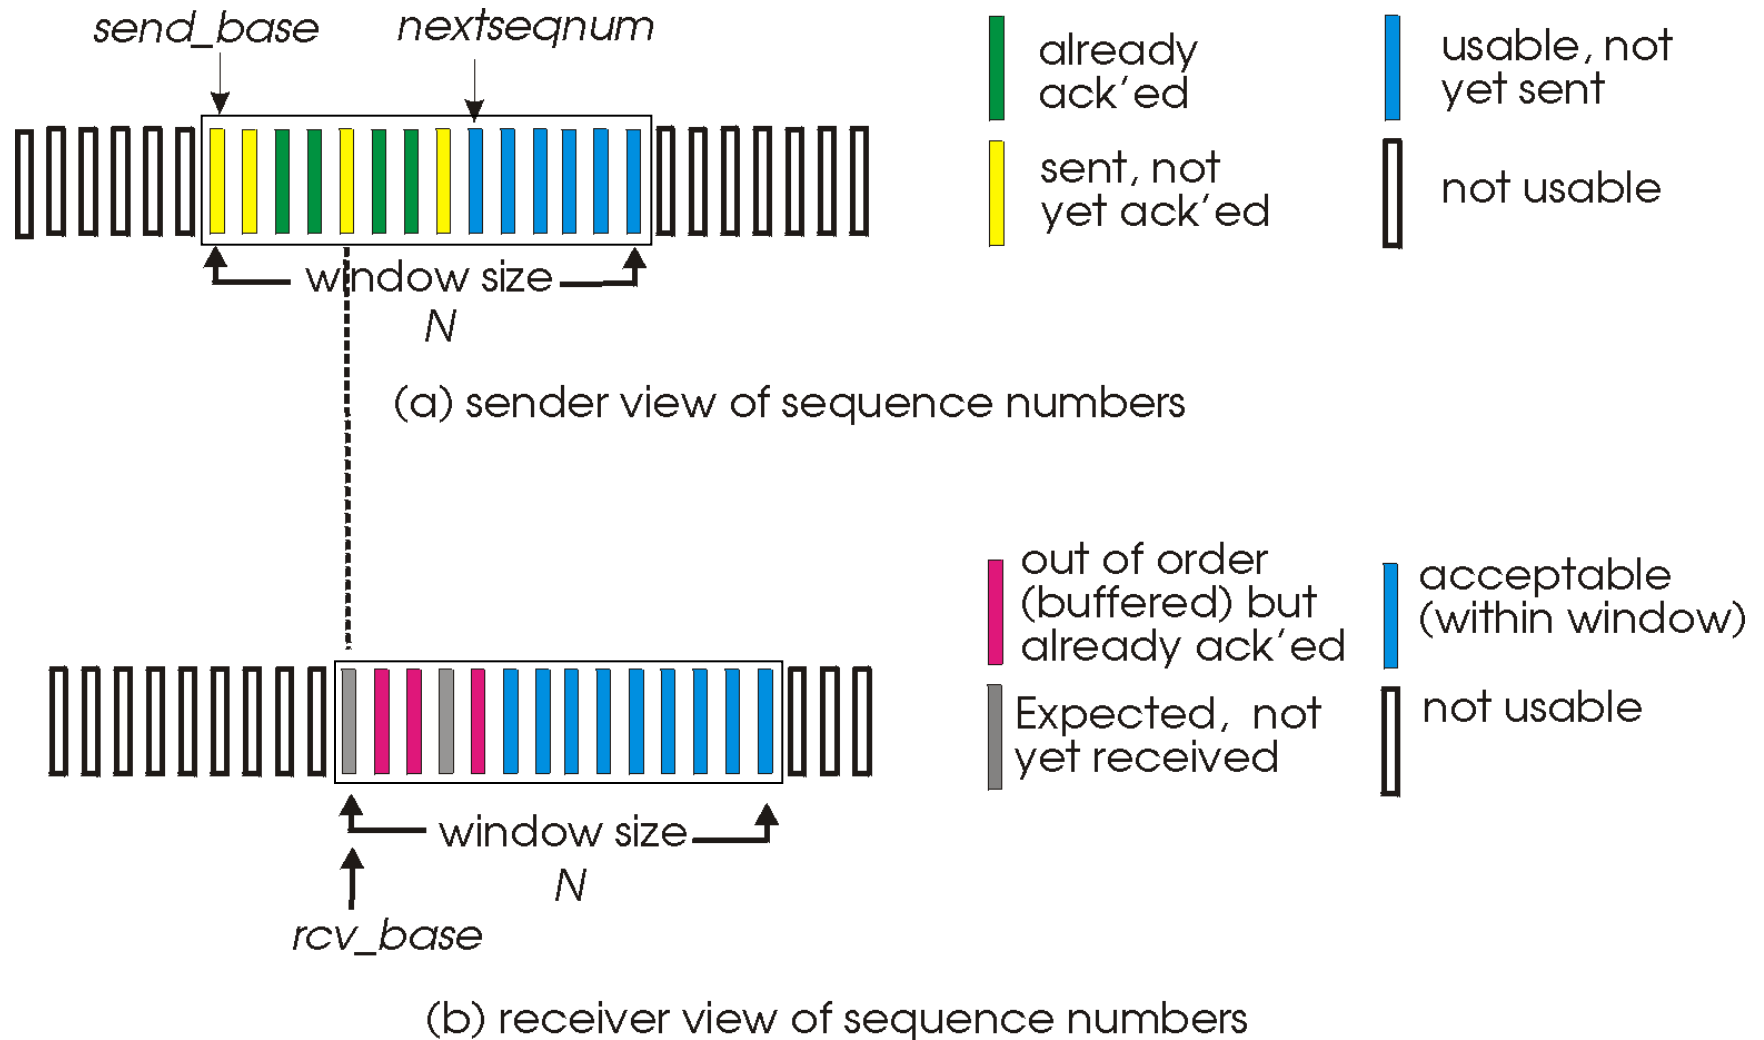 send_base
nextseqnum
already
ack’ed
usable, not
yet sent
sent, not
yet ack’ed
not usable
window size
N
(a) sender view of sequence numbers
out of order
(buffered) but
already ack’ed
acceptable
(within window)
Expected, not
yet received
not usable
window size
N
rcv_base
(b) receiver view of sequence numbers